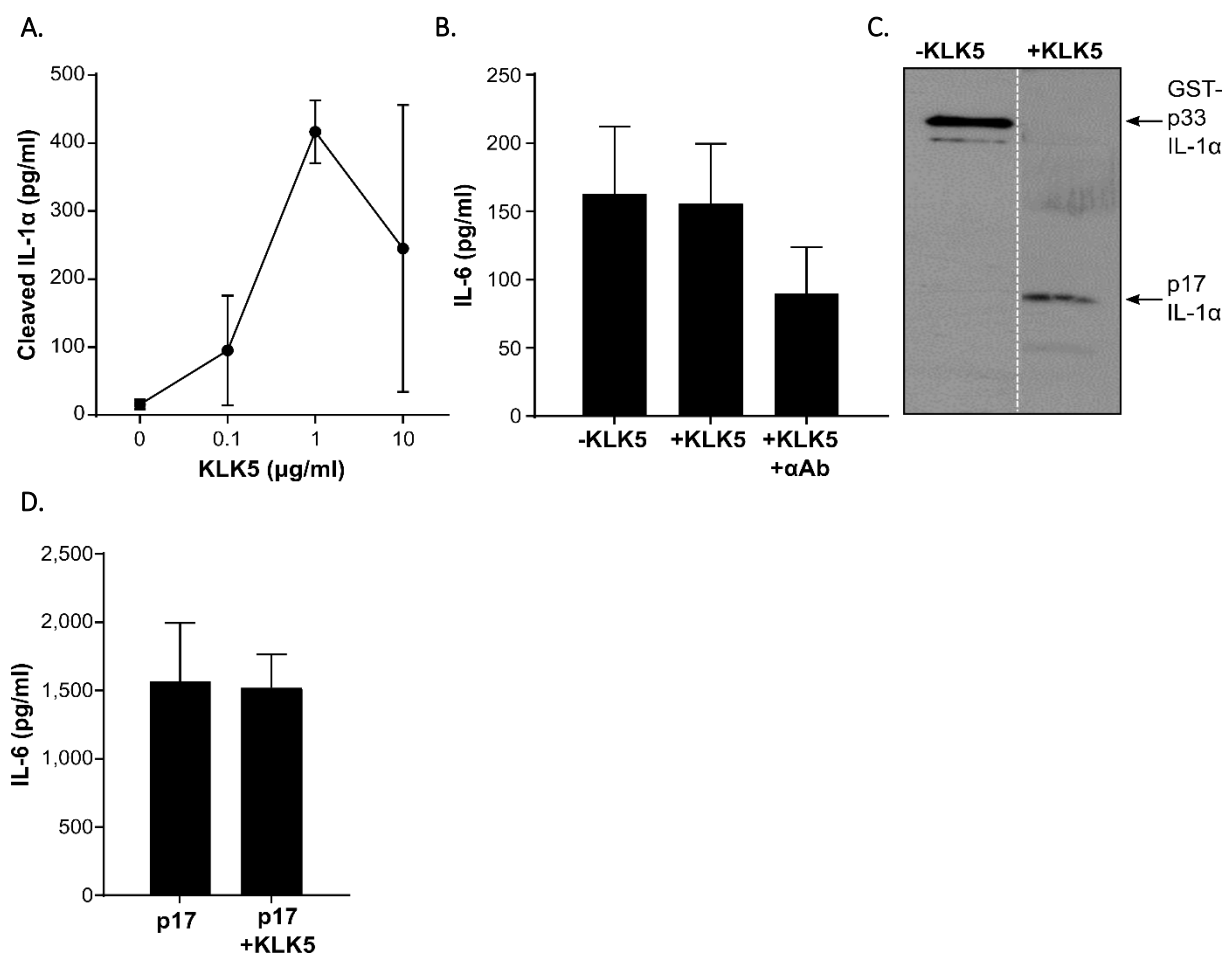 A.
500
400
300
200
100
0
Cleaved IL-1α (pg/ml)
0
0.1
1
10
KLK5 (µg/ml)
B.
250
200
150
100
50
0
IL-6 (pg/ml)
-KLK5
+KLK5
+KLK5
+αAb
C.
-KLK5
+KLK5
GST-
p33
IL-1α
p17
IL-1α
D.
2,500
2,000
1,500
1,000
500
0
IL-6 (pg/ml)
p17
p17
+KLK5